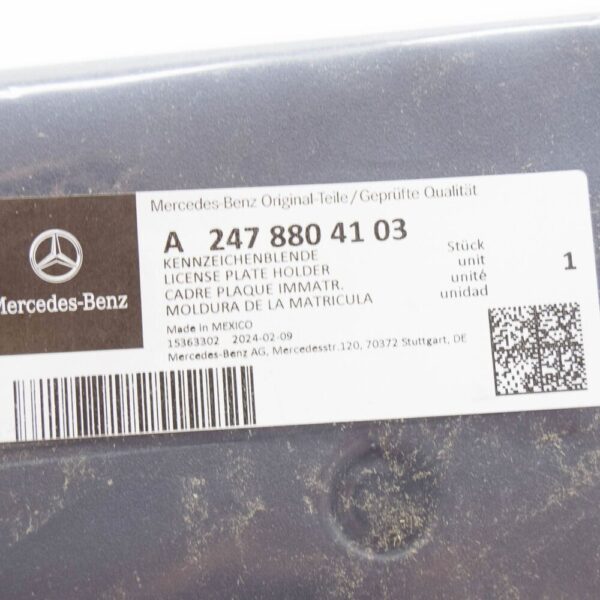 Mercedes-Benz Original-Teile/Geprüfte Qualität
A 247 880 41 03
KENNZEICHENBLENDE Stück
LICENSE PLATE HOLDER unit 1
CADRE PLAQUE IMMATR. unité
MOLDURA DE LA MATRICULA unidad
Mercedes-Benz
Made in MEXICO
15363302 2024-02-09
Mercedes-Benz AG, Mercedesstr.120, 70372 Stuttgart, DE